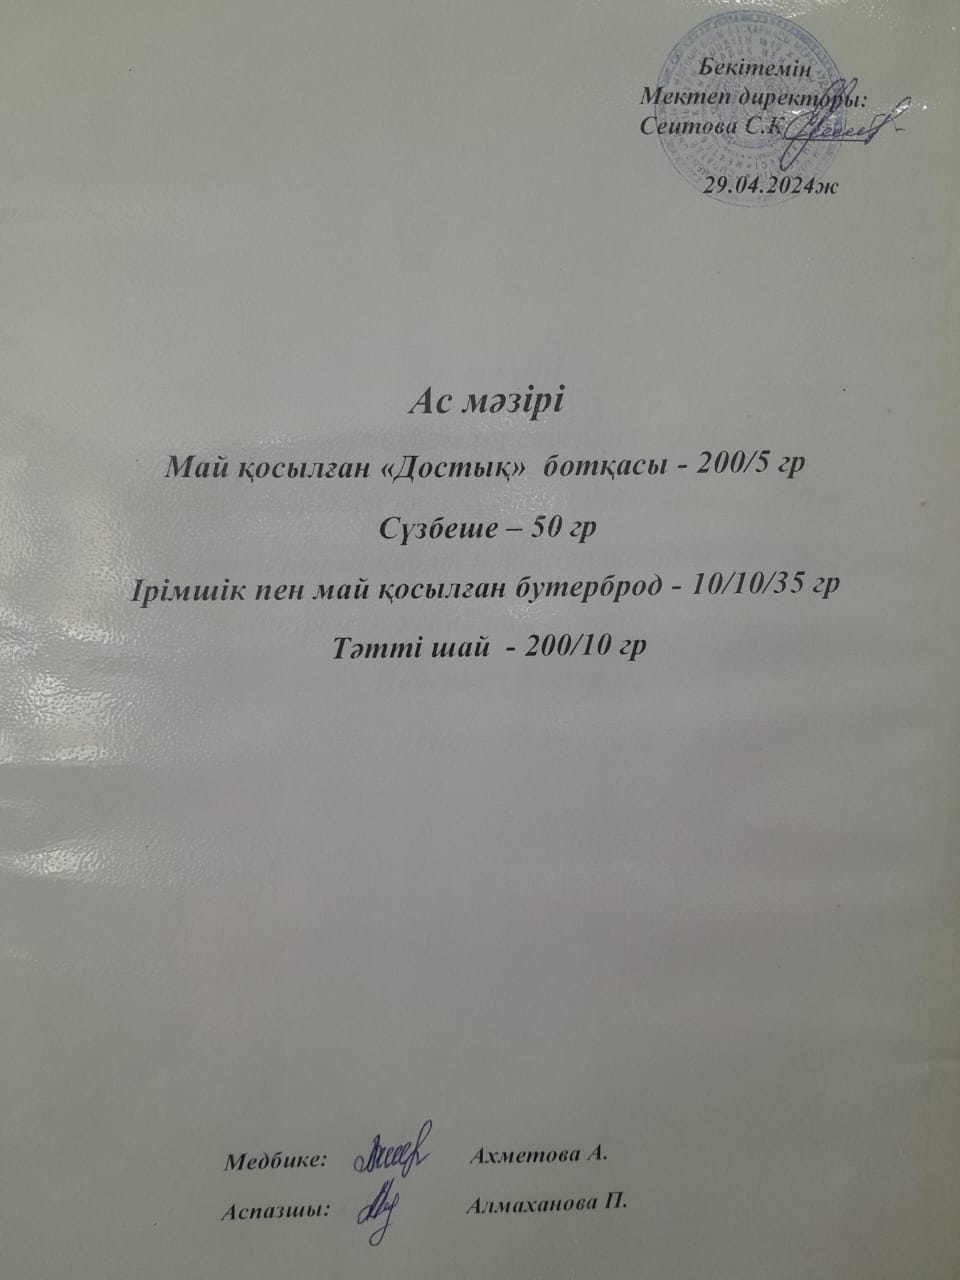 Бекітемін
Мектеп директоры:
Сеитова С.К
29.04.2024ж
Ас мәзірі
Май қосылған «Достық» ботқасы - 200/5 гр
Сүзбеше – 50 гр
Ірімшік пен май қосылған бутерброд - 10/10/35 гр
Тәтті шай - 200/10 гр
Медбике: Ахметова А.
Аспазшы: Алмаханова П.